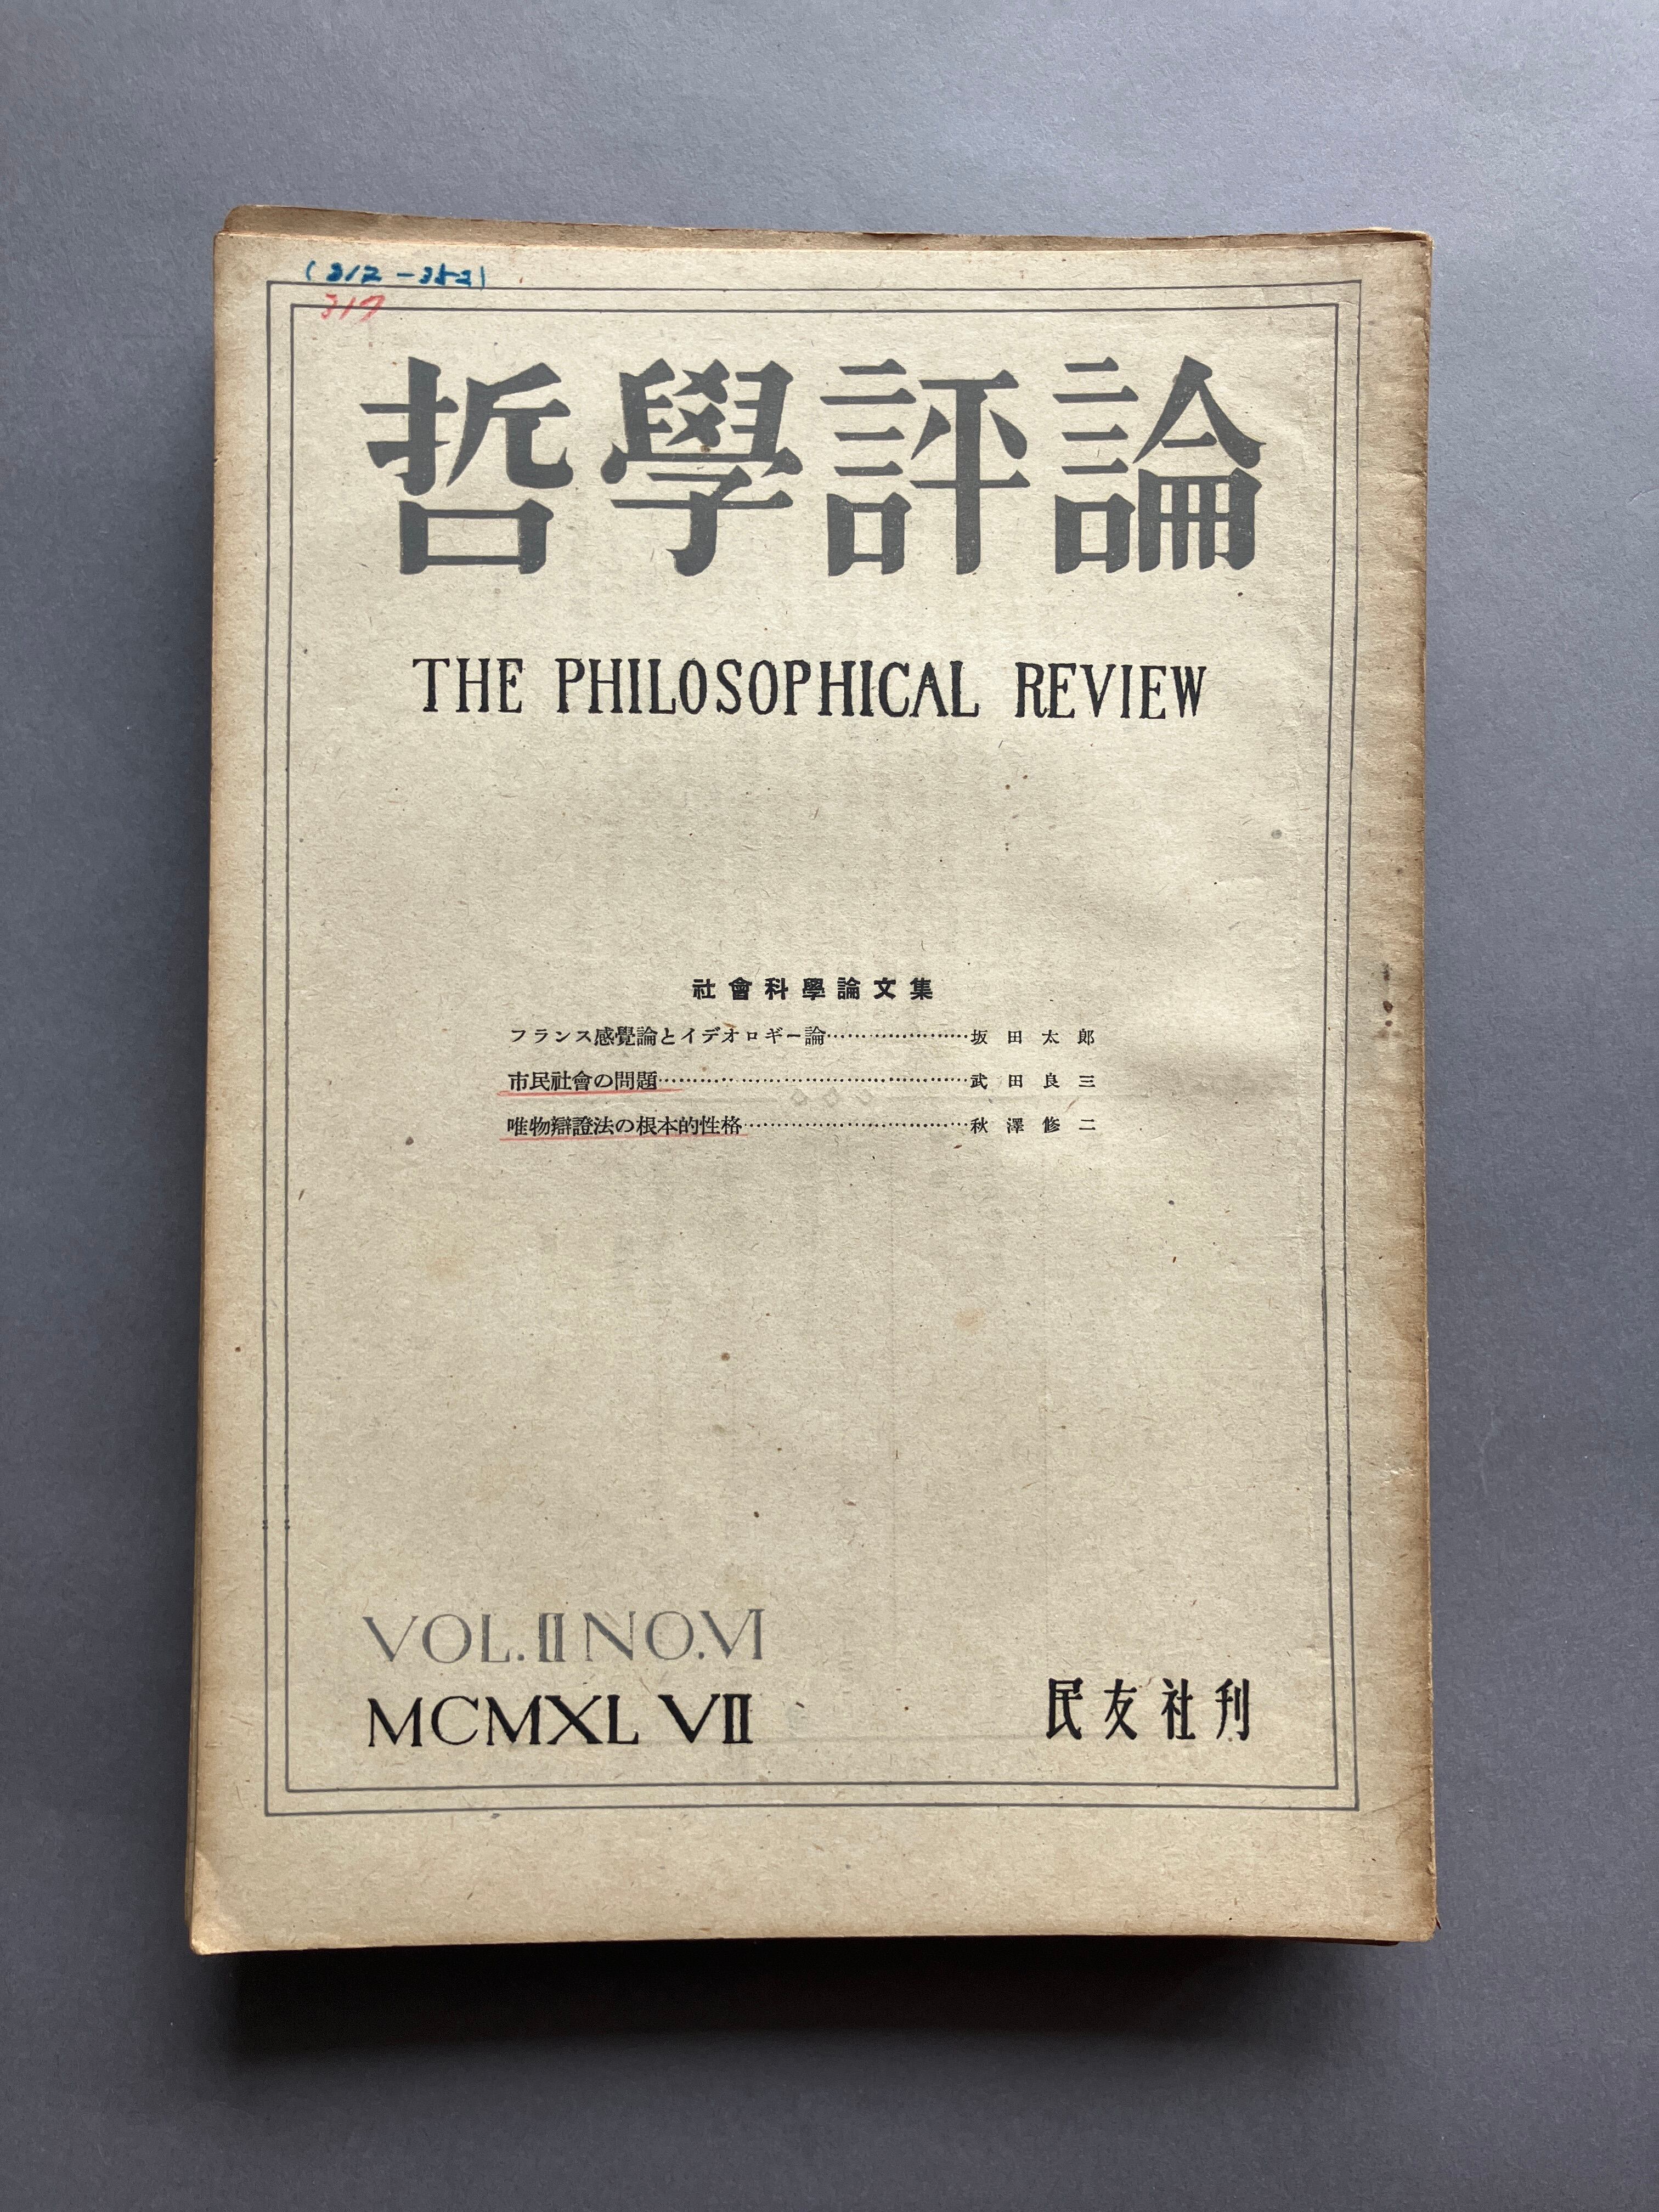 (312-352)
317
哲學評論
THE PHILOSOPHICAL REVIEW
社會科學論文集
フランス感覺論とイデオロギー論……………………坂田太郎
市民社會の問題……………………………………武田良三
唯物辯證法の根本的性格…………………………秋澤修二
VOL.II NO.VI
MCMXL VII
民友社刊